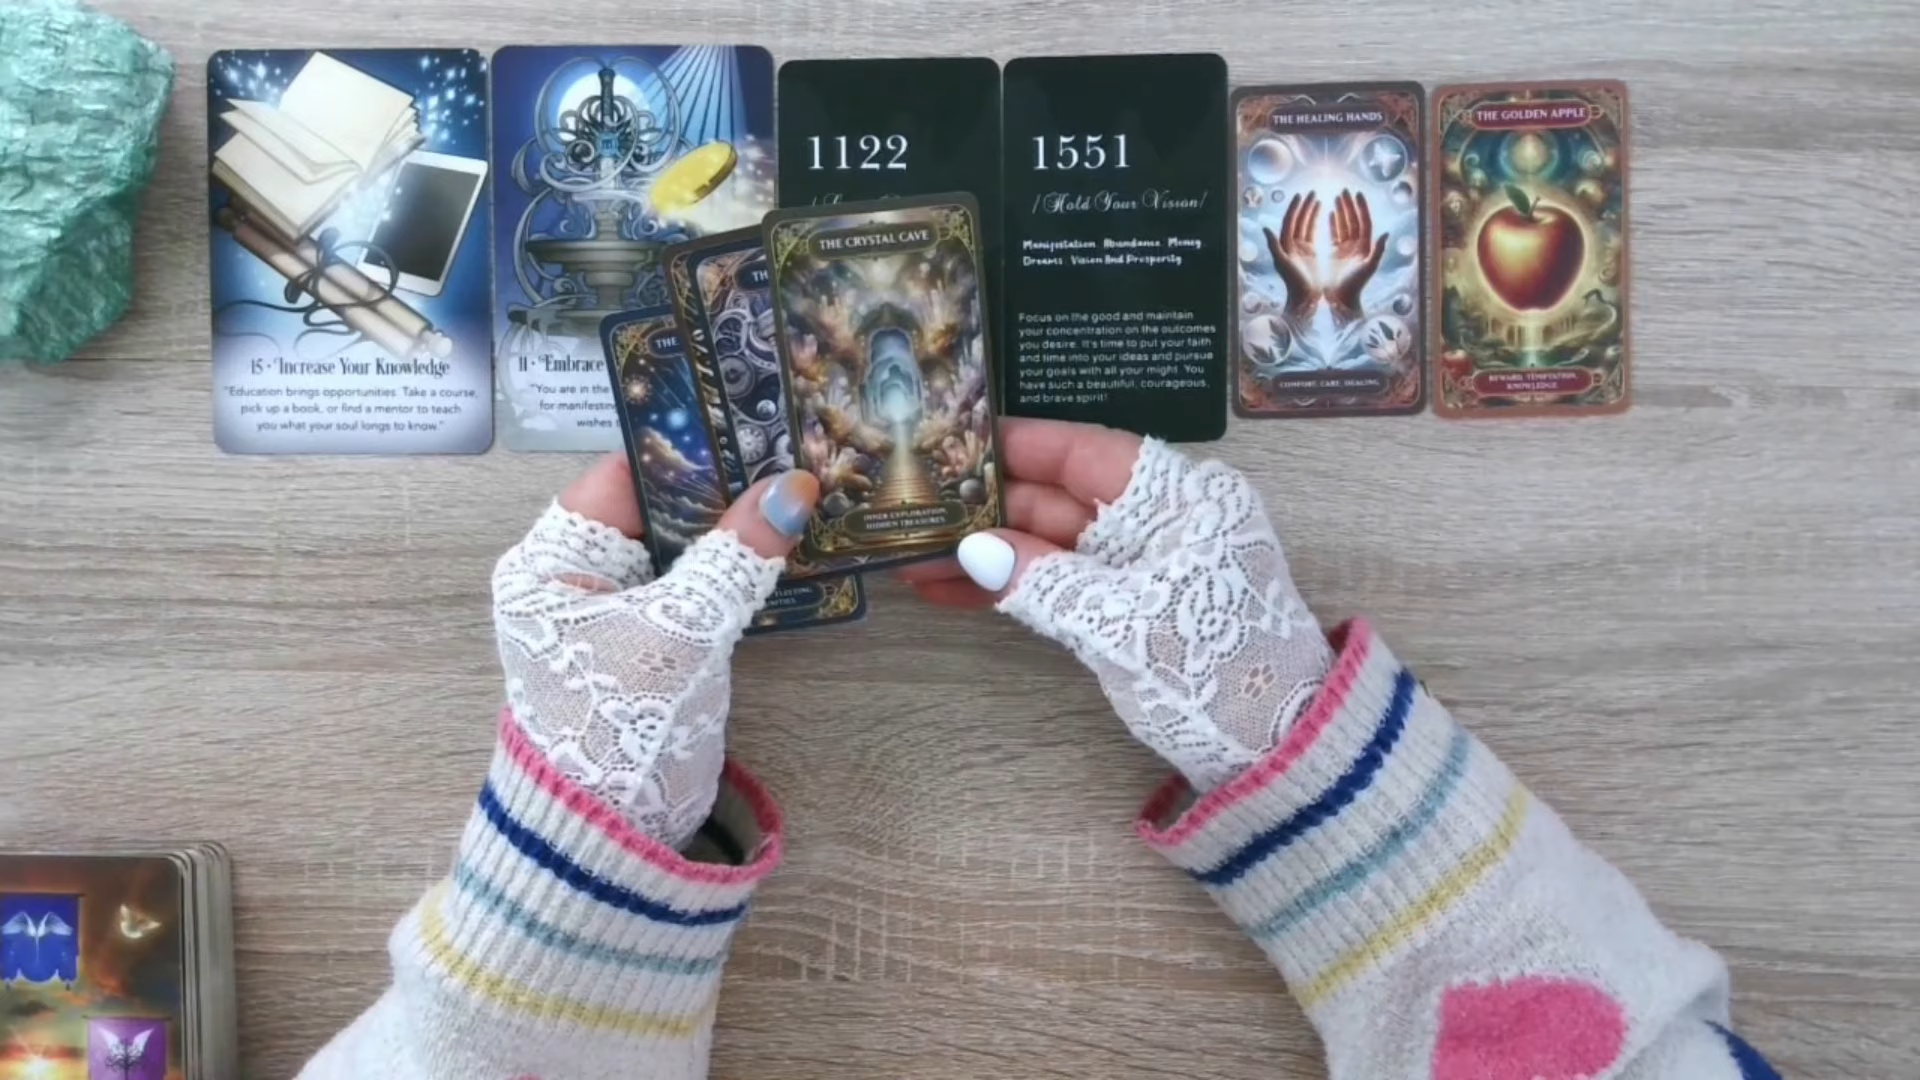 15 • Increase Your Knowledge
"Education brings opportunities. Take a course,
pick up a book, or find a mentor to teach
you what your soul longs to know."
11 • Embrace
"You are in the
for manifesting
wishes
1122
1551
/Hold Your Vision/
Manifestation. Abundance. Money.
Dreams. Vision And Prosperity
Focus on the good and maintain
your concentration on the outcomes
you desire. It's time to put your faith
and time into your ideas and pursue
your goals with all your might. You
have such a beautiful, courageous,
and brave spirit!
THE HEALING HANDS
COMFORT, CARE, HEALING
THE GOLDEN APPLE
REWARD, TEMPTATION,
KNOWLEDGE
THE
TH
THE CRYSTAL CAVE
INNER EXPLORATION,
HIDDEN TREASURES
FLEETING